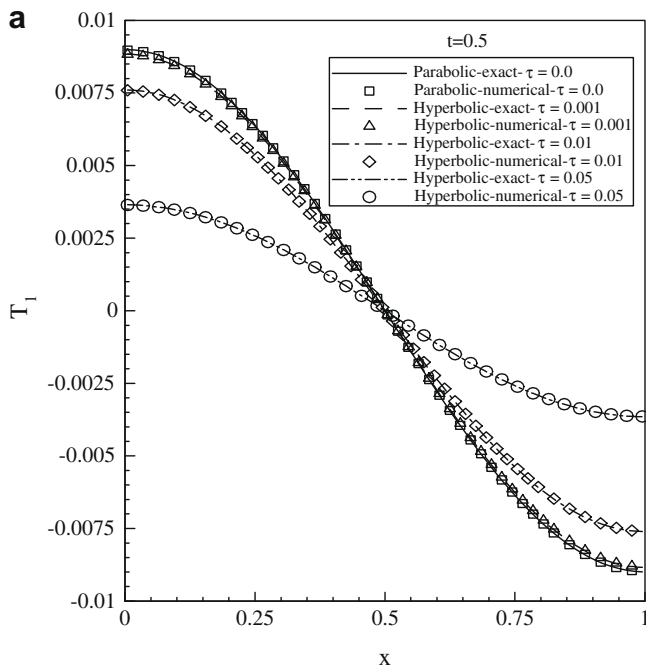 a
t=0.5
Parabolic-exact- τ = 0.0
Parabolic-numerical-τ = 0.0
Hyperbolic-exact- τ = 0.001
Hyperbolic-numerical-τ = 0.001
Hyperbolic-exact-τ = 0.01
Hyperbolic-numerical-τ = 0.01
Hyperbolic-exact-τ = 0.05
Hyperbolic-numerical-τ = 0.05
T₁
0.01
0.0075
0.005
0.0025
0
-0.0025
-0.005
-0.0075
-0.01
0
0.25
0.5
0.75
1
x